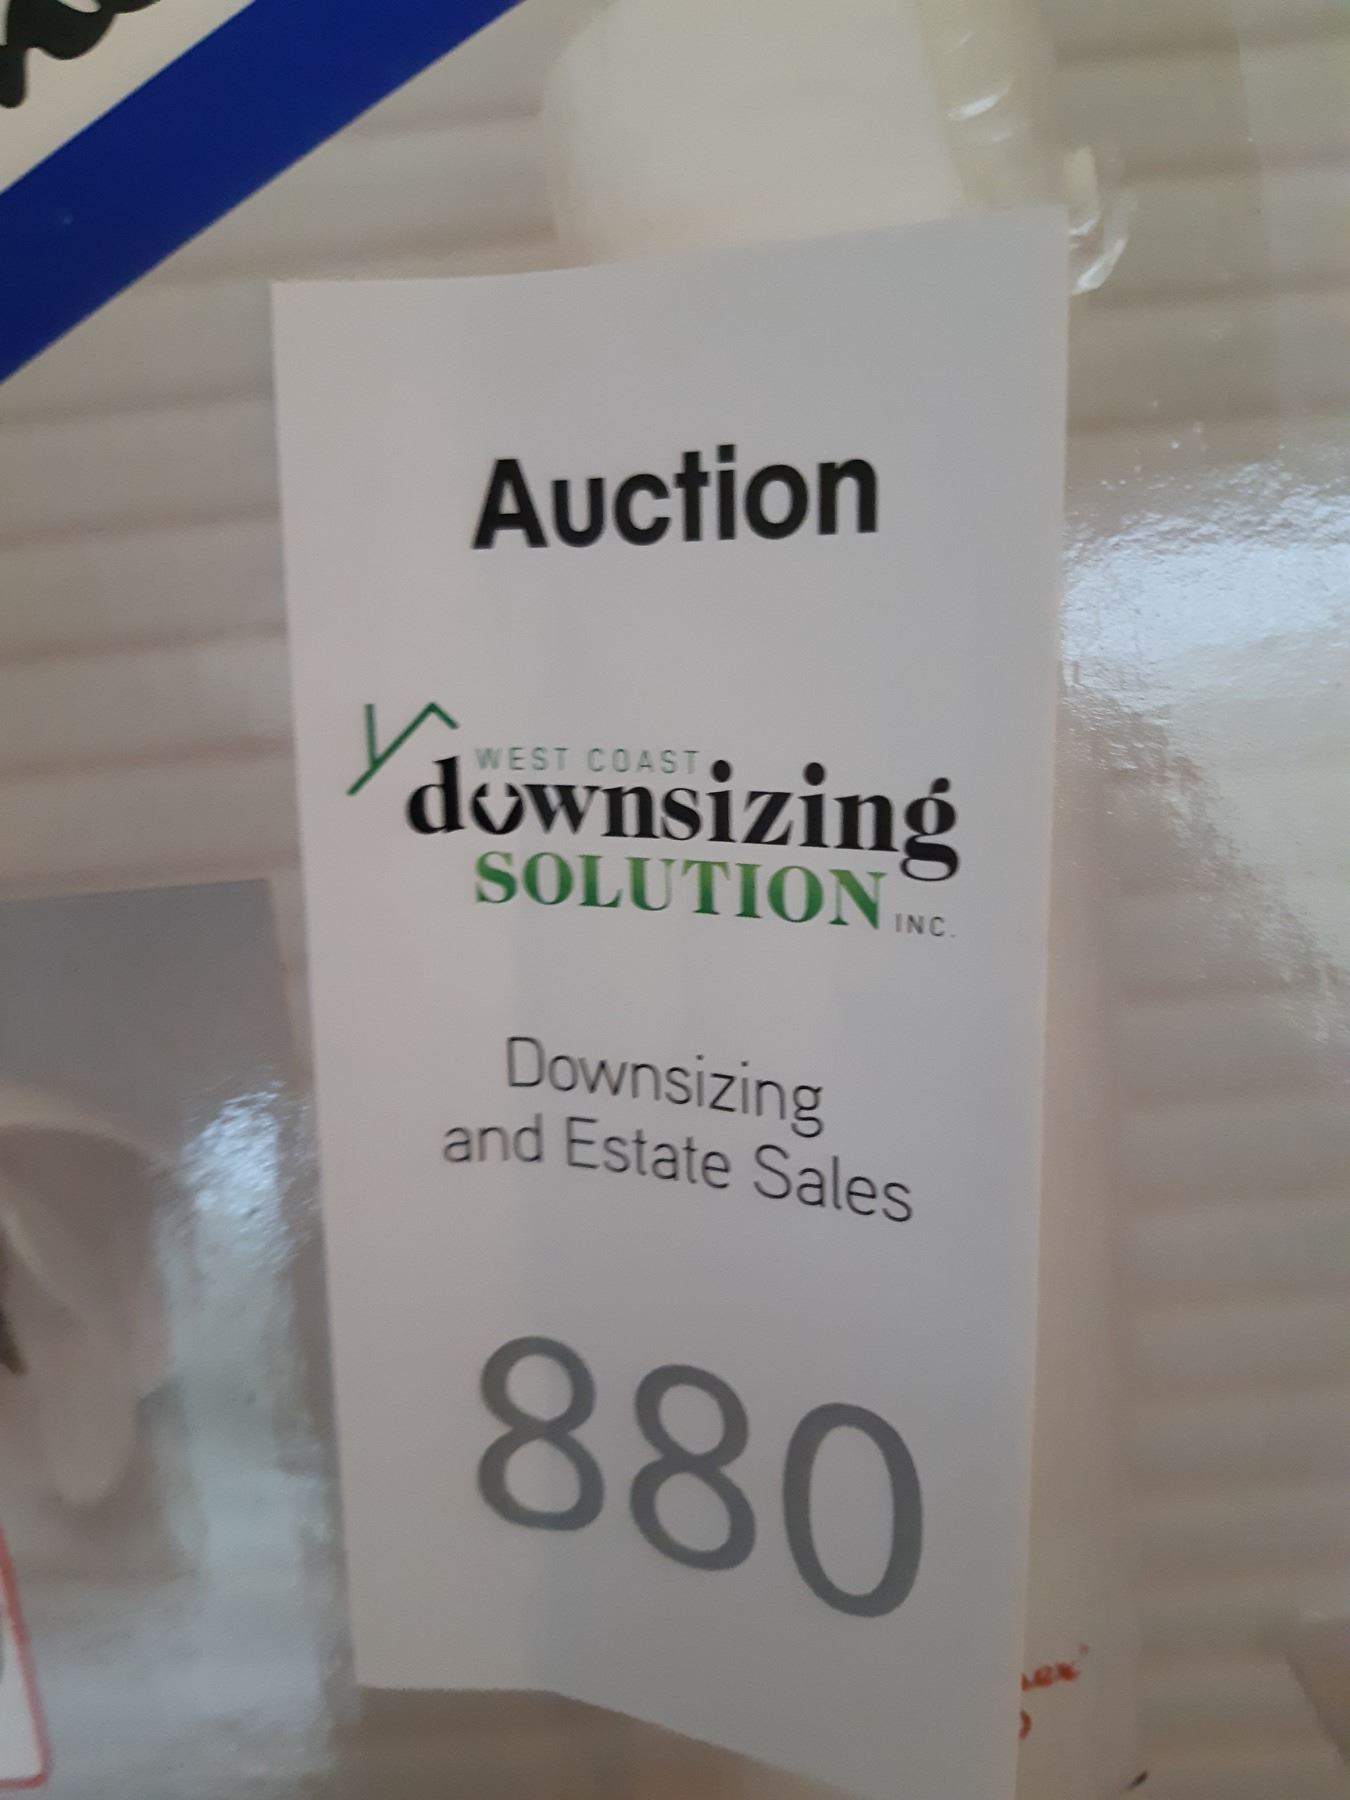 Auction
WEST COAST
downsizing
SOLUTION INC.
Downsizing
and Estate Sales
880